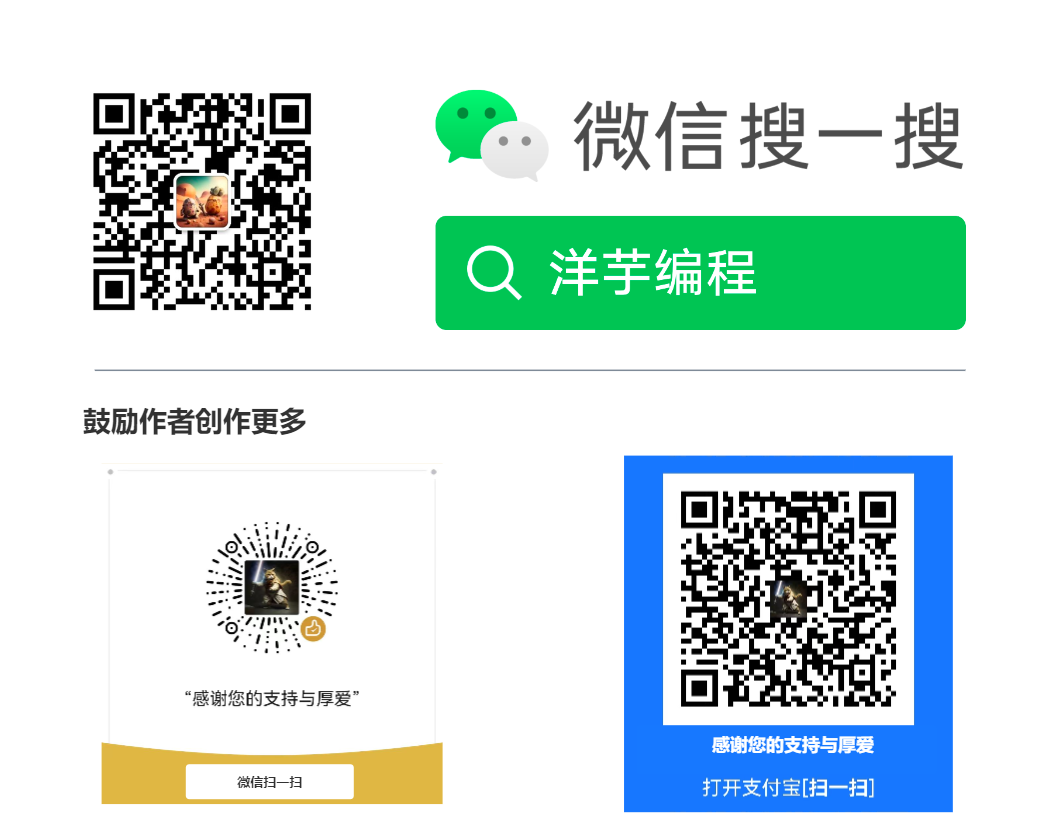 微信搜一搜
洋芋编程
鼓励作者创作更多
“感谢您的支持与厚爱”
微信扫一扫
感谢您的支持与厚爱
打开支付宝[扫一扫]